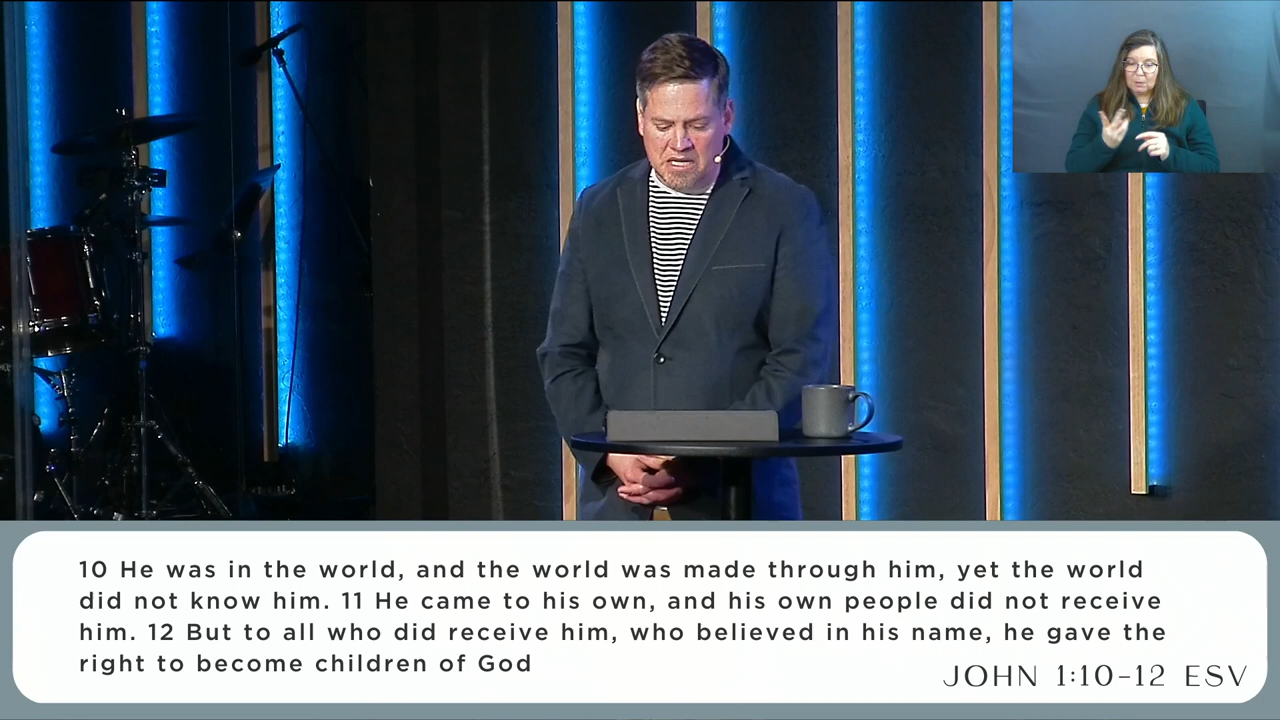 10 He was in the world, and the world was made through him, yet the world
did not know him. 11 He came to his own, and his own people did not receive
him. 12 But to all who did receive him, who believed in his name, he gave the
right to become children of God
JOHN 1:10-12 ESV